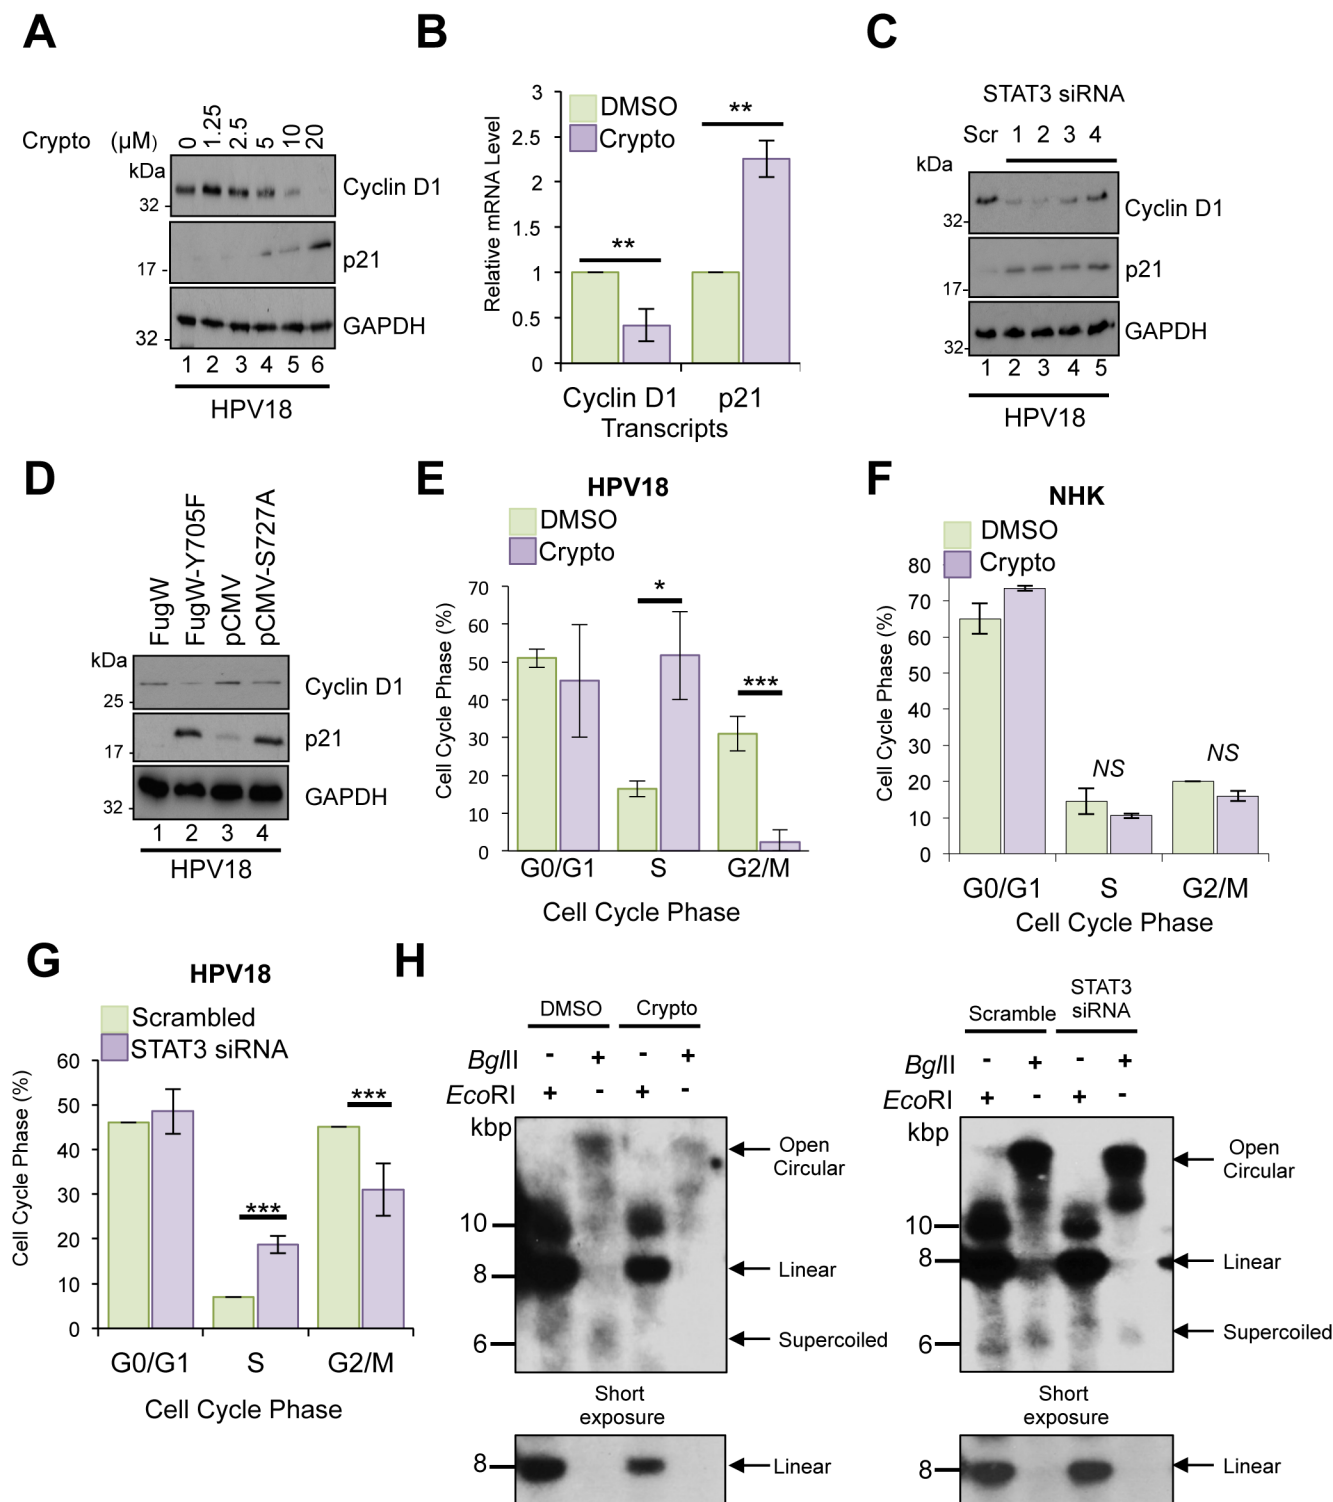 A
Crypto (µM) 0 1.25 2.5 5 10 20
kDa
Cyclin D1
32 -
p21
17 -
GAPDH
32 -
1 2 3 4 5 6
HPV18
B
DMSO
Crypto
**
**
Relative mRNA Level
3
2.5
2
1.5
1
0.5
0
Cyclin D1 p21
Transcripts
C
STAT3 siRNA
Scr 1 2 3 4
kDa
Cyclin D1
32-
p21
17-
GAPDH
32-
1 2 3 4 5
HPV18
D
FugW
FugW-Y705F
pCMV
pCMV-S727A
kDa
Cyclin D1
25 -
p21
17 -
GAPDH
32 -
1 2 3 4
HPV18
E
HPV18
DMSO
Crypto
*
***
Cell Cycle Phase (%)
70
60
50
40
30
20
10
0
G0/G1 S G2/M
Cell Cycle Phase
F
NHK
DMSO
Crypto
NS
NS
Cell Cycle Phase (%)
80
70
60
50
40
30
20
10
0
G0/G1 S G2/M
Cell Cycle Phase
G
HPV18
Scrambled
STAT3 siRNA
***
***
Cell Cycle Phase (%)
60
50
40
30
20
10
0
G0/G1 S G2/M
Cell Cycle Phase
H
DMSO Crypto
BglII - + - +
EcoRI + - + -
kbp
Open
Circular
10
8
Linear
6
Supercoiled
Short
exposure
8
Linear
Scramble
STAT3
siRNA
BglII - + - +
EcoRI + - + -
kbp
Open
Circular
10
8
Linear
6
Supercoiled
Short
exposure
8
Linear